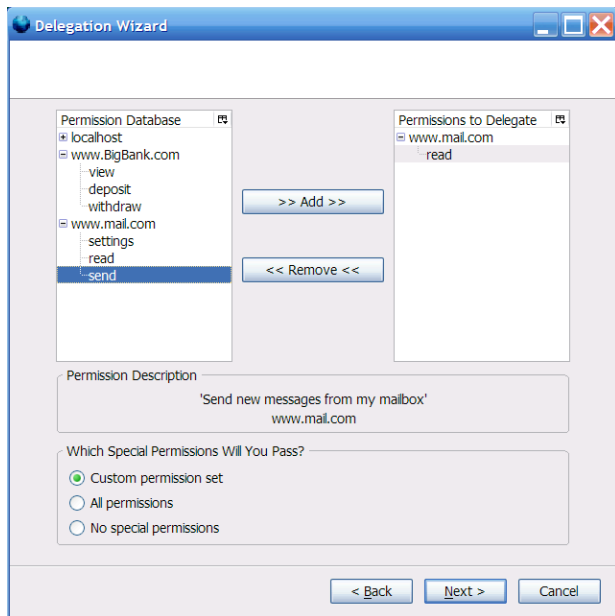 Delegation Wizard
Permission Database
localhost
www.BigBank.com
view
deposit
withdraw
www.mail.com
settings
read
send
>> Add >>
<< Remove <<
Permissions to Delegate
www.mail.com
read
Permission Description
'Send new messages from my mailbox'
www.mail.com
Which Special Permissions Will You Pass?
Custom permission set
All permissions
No special permissions
< Back
Next >
Cancel